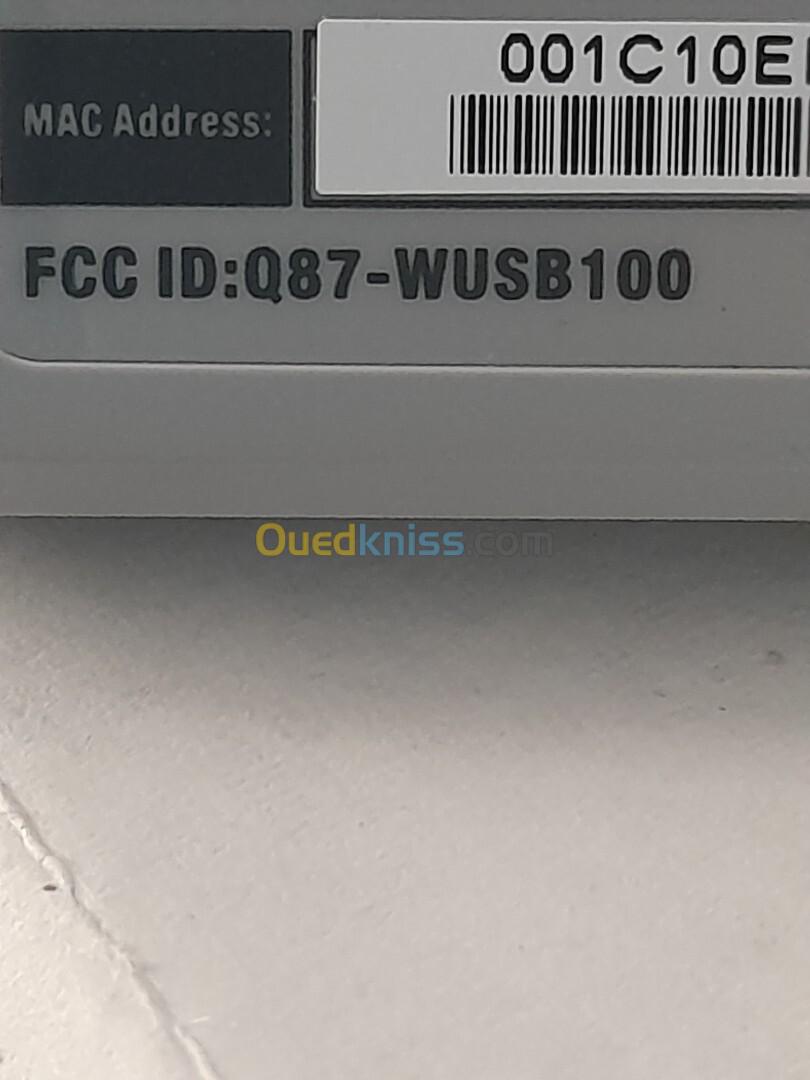 001C10E
MAC Address:
FCC ID:Q87-WUSB100
Ouedkniss.com